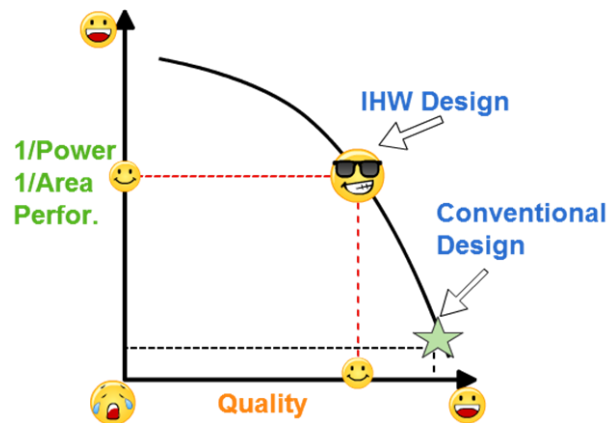 IHW Design
1/Power
1/Area
Perfor.
Conventional
Design
Quality